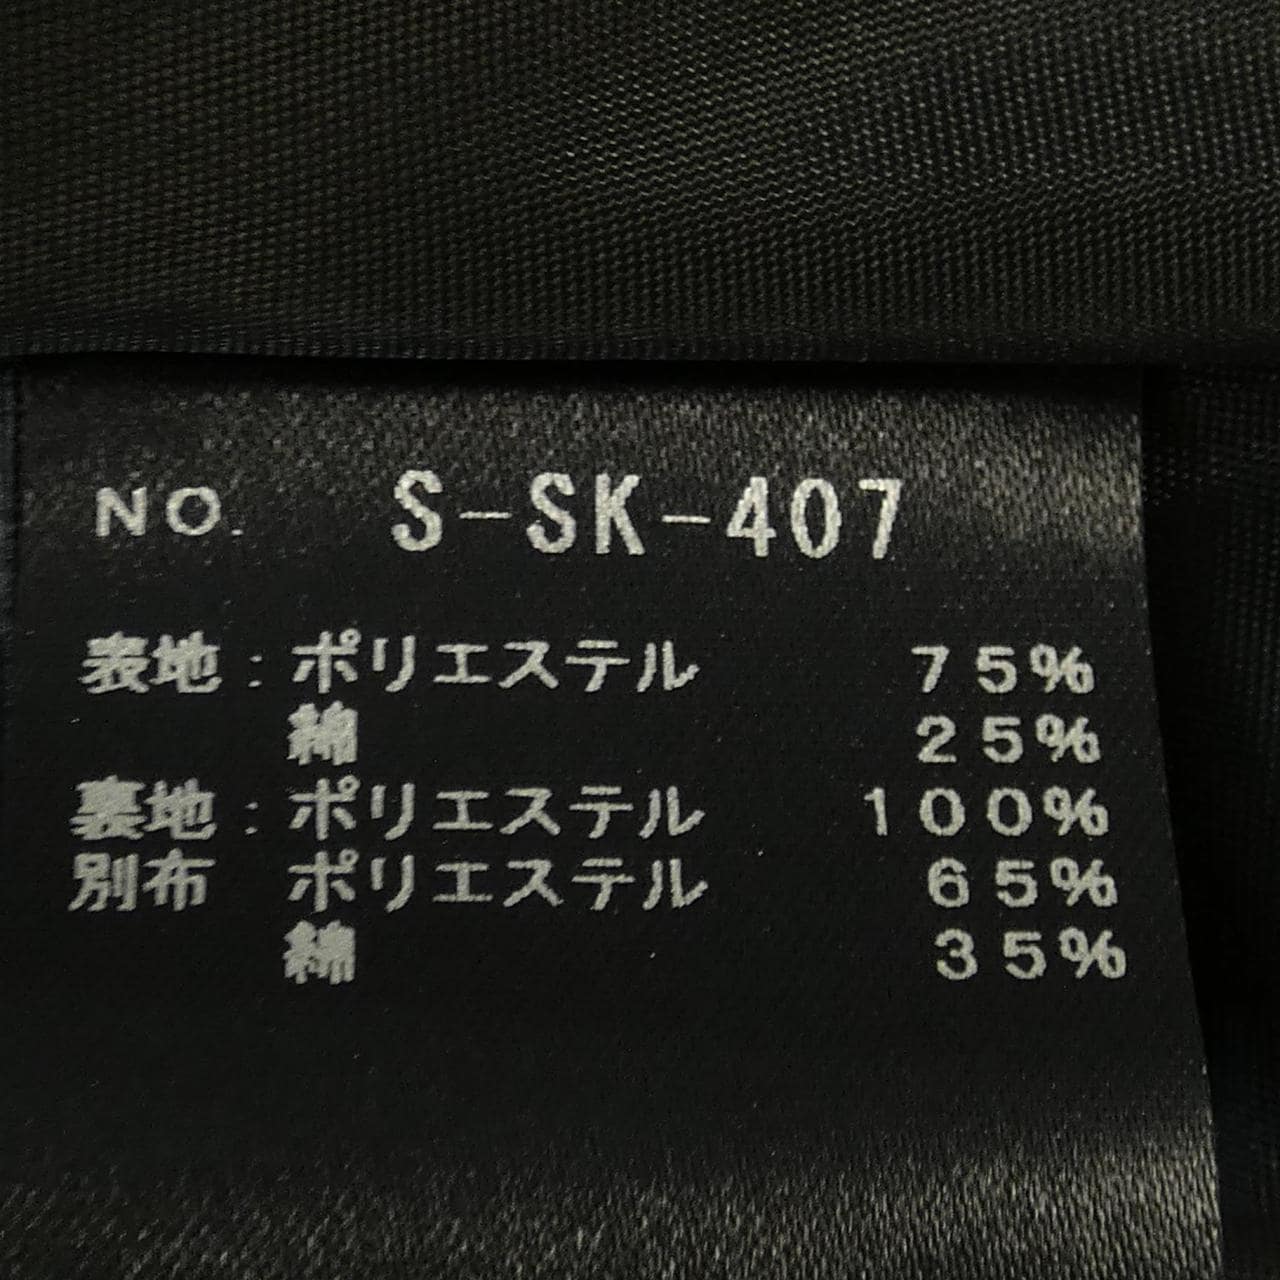 NO. S-SK-407
表地:ポリエステル 75%
綿 25%
裏地:ポリエステル 100%
別布 ポリエステル 65%
綿 35%